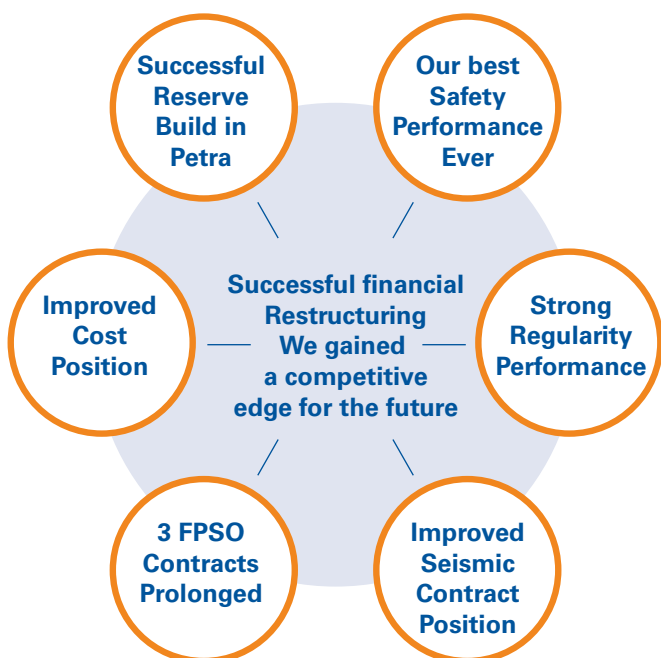 Successful
Reserve
Build in
Petra
Our best
Safety
Performance
Ever
Improved
Cost
Position
Successful financial
Restructuring
We gained
a competitive
edge for the future
Strong
Regularity
Performance
3 FPSO
Contracts
Prolonged
Improved
Seismic
Contract
Position